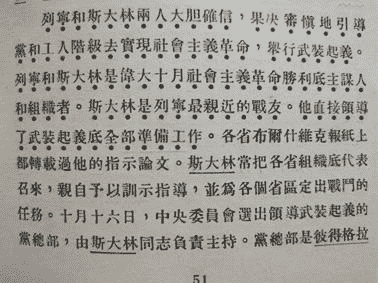 列寧和斯大林兩人大胆確信，果决審愼地引導
黨和工人階級去實現社會主義革命，舉行武裝起義。
列寧和斯大林是偉大十月社會主義革命勝利底主謀人
和組織者。斯大林是列寧最親近的戰友。他直接領導
了武裝起義底全部準備工作。各省布爾什維克報紙上
都轉載過他的指示論文。斯大林常把各省組織底代表
召來，親自予以訓示指導，並爲各個省區定出戰鬥的
任務。十月十六日，中央委員會選出領導武裝起義的
黨總部，由斯大林同志負責主持。黨總部是彼得格拉
51